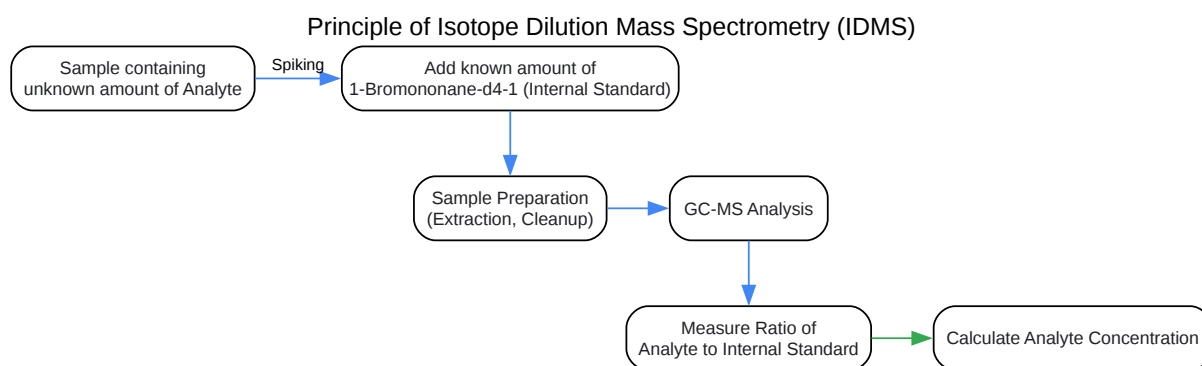 Principle of Isotope Dilution Mass Spectrometry (IDMS)
Sample containing
unknown amount of Analyte
Spiking
Add known amount of
1-Bromononane-d4-1 (Internal Standard)
Sample Preparation
(Extraction, Cleanup)
GC-MS Analysis
Measure Ratio of
Analyte to Internal Standard
Calculate Analyte Concentration